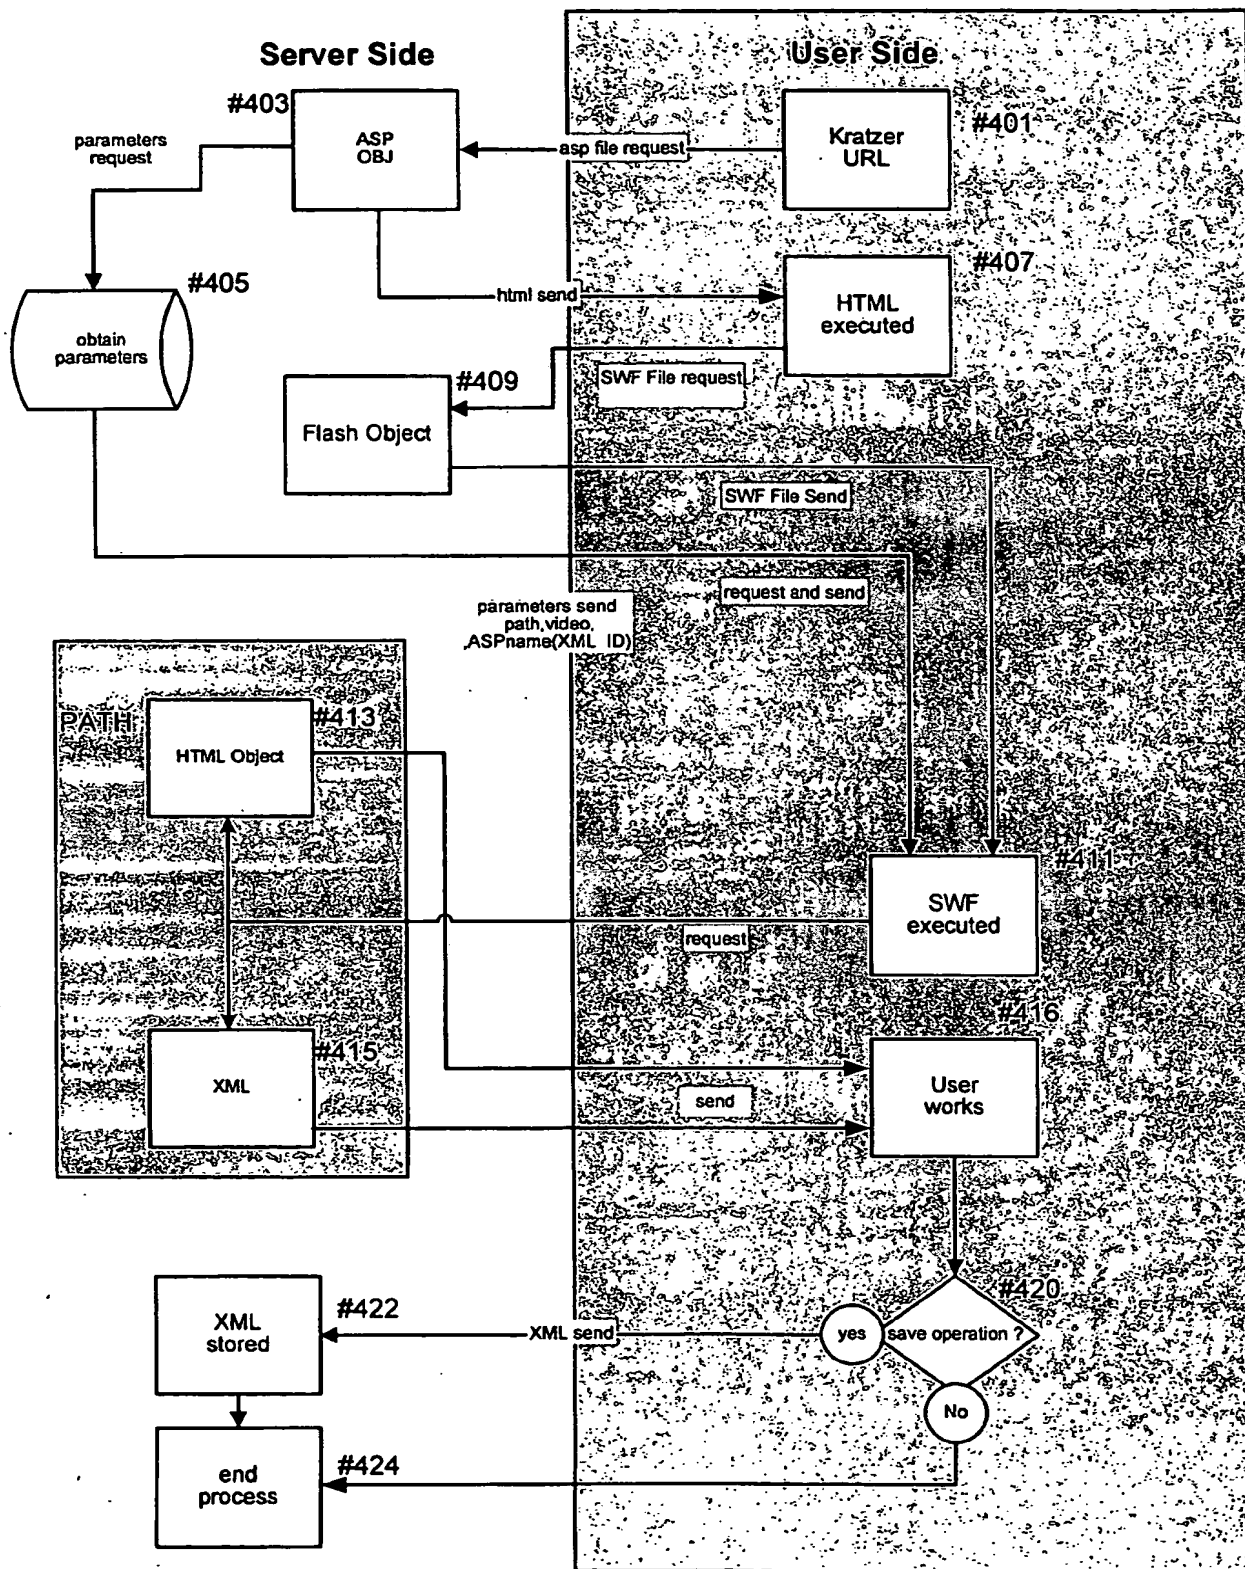 Server Side
User Side
#403
#401
parameters
request
ASP
OBJ
asp file request
Kratzer
URL
#405
#407
html send
HTML
executed
obtain
parameters
#409
SWF File request
Flash Object
SWF File Send
request and send
parameters send
path,video,
,ASPname(XML ID)
PATH
#413
HTML Object
#411
SWF
executed
request
#416
#415
XML
User
works
send
#420
#422
XML
stored
XML send
yes
save operation ?
No
#424
end
process